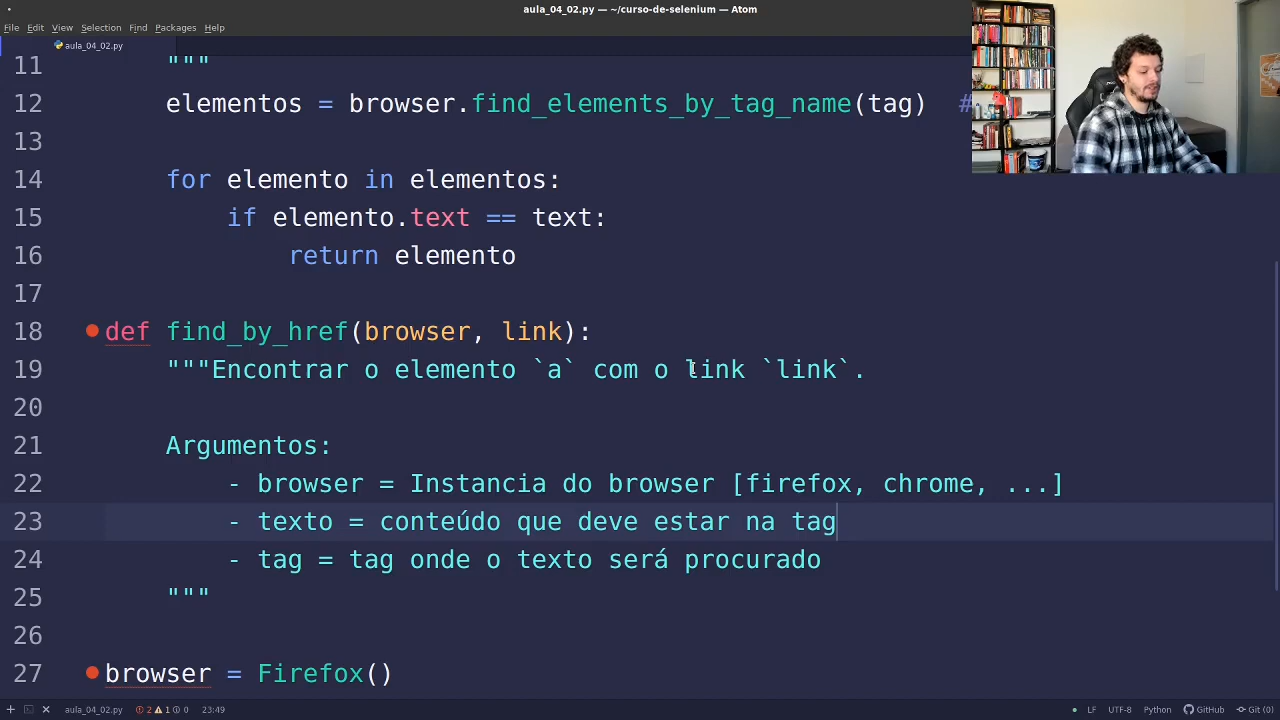 aula_04_02.py — ~/curso-de-selenium — Atom
File Edit View Selection Find Packages Help
aula_04_02.py
11 """
12 elementos = browser.find_elements_by_tag_name(tag) #
13
14 for elemento in elementos:
15 if elemento.text == text:
16 return elemento
17
18 def find_by_href(browser, link):
19 """Encontrar o elemento `a` com o link `link`.
20
21 Argumentos:
22 - browser = Instancia do browser [firefox, chrome, ...]
23 - texto = conteúdo que deve estar na tag
24 - tag = tag onde o texto será procurado
25 """
26
27 browser = Firefox()
aula_04_02.py 2 1 0 23:49 LF UTF-8 Python GitHub Git (0)